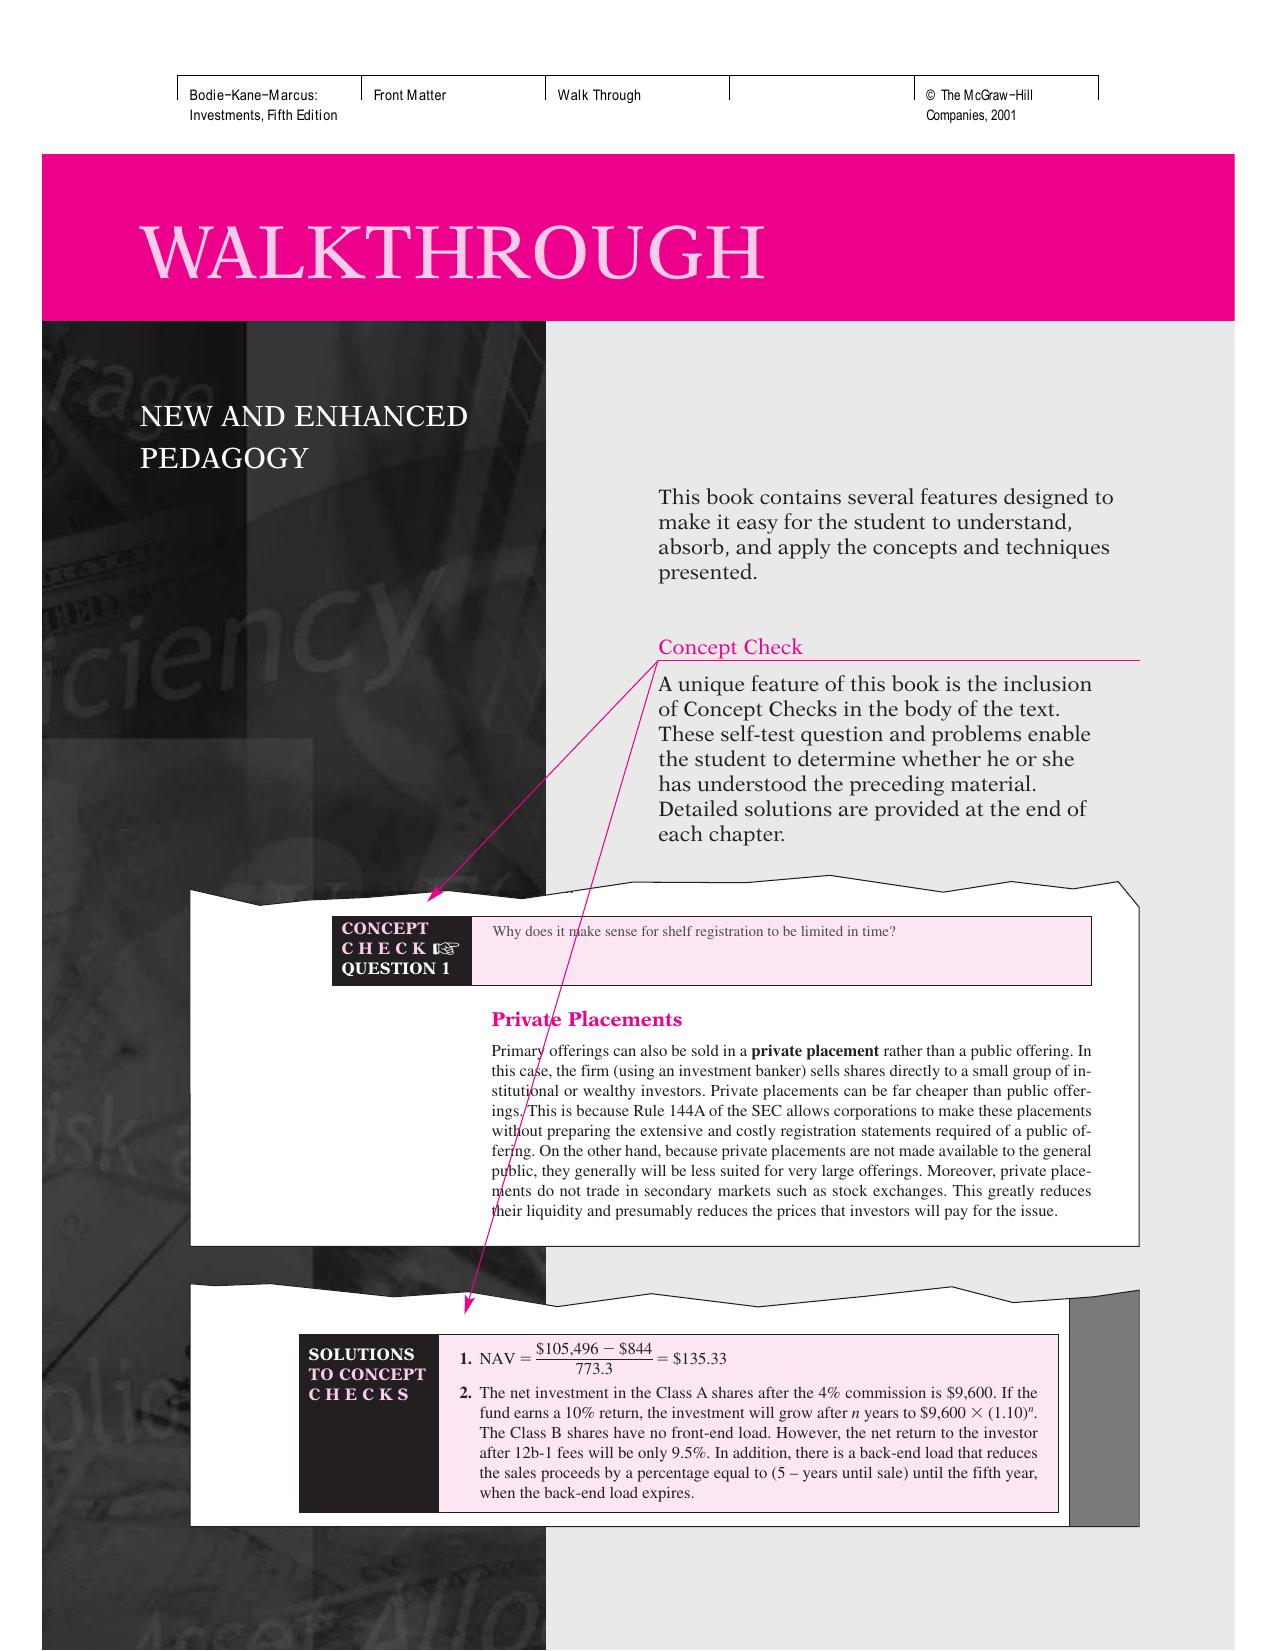 Bodie−Kane−Marcus:
Investments, Fifth Edition
Front Matter
Walk Through
© The McGraw−Hill
Companies, 2001
WALKTHROUGH
NEW AND ENHANCED
PEDAGOGY
This book contains several features designed to
make it easy for the student to understand,
absorb, and apply the concepts and techniques
presented.
Concept Check
A unique feature of this book is the inclusion
of Concept Checks in the body of the text.
These self-test question and problems enable
the student to determine whether he or she
has understood the preceding material.
Detailed solutions are provided at the end of
each chapter.
CONCEPT
CHECK ☞
QUESTION 1
Why does it make sense for shelf registration to be limited in time?
Private Placements
Primary offerings can also be sold in a private placement rather than a public offering. In
this case, the firm (using an investment banker) sells shares directly to a small group of in-
stitutional or wealthy investors. Private placements can be far cheaper than public offer-
ings. This is because Rule 144A of the SEC allows corporations to make these placements
without preparing the extensive and costly registration statements required of a public of-
fering. On the other hand, because private placements are not made available to the general
public, they generally will be less suited for very large offerings. Moreover, private place-
ments do not trade in secondary markets such as stock exchanges. This greatly reduces
their liquidity and presumably reduces the prices that investors will pay for the issue.
SOLUTIONS
TO CONCEPT
CHECKS
1. NAV = $105,496 − $844 / 773.3 = $135.33
2. The net investment in the Class A shares after the 4% commission is $9,600. If the
fund earns a 10% return, the investment will grow after n years to $9,600 × (1.10)ⁿ.
The Class B shares have no front-end load. However, the net return to the investor
after 12b-1 fees will be only 9.5%. In addition, there is a back-end load that reduces
the sales proceeds by a percentage equal to (5 – years until sale) until the fifth year,
when the back-end load expires.